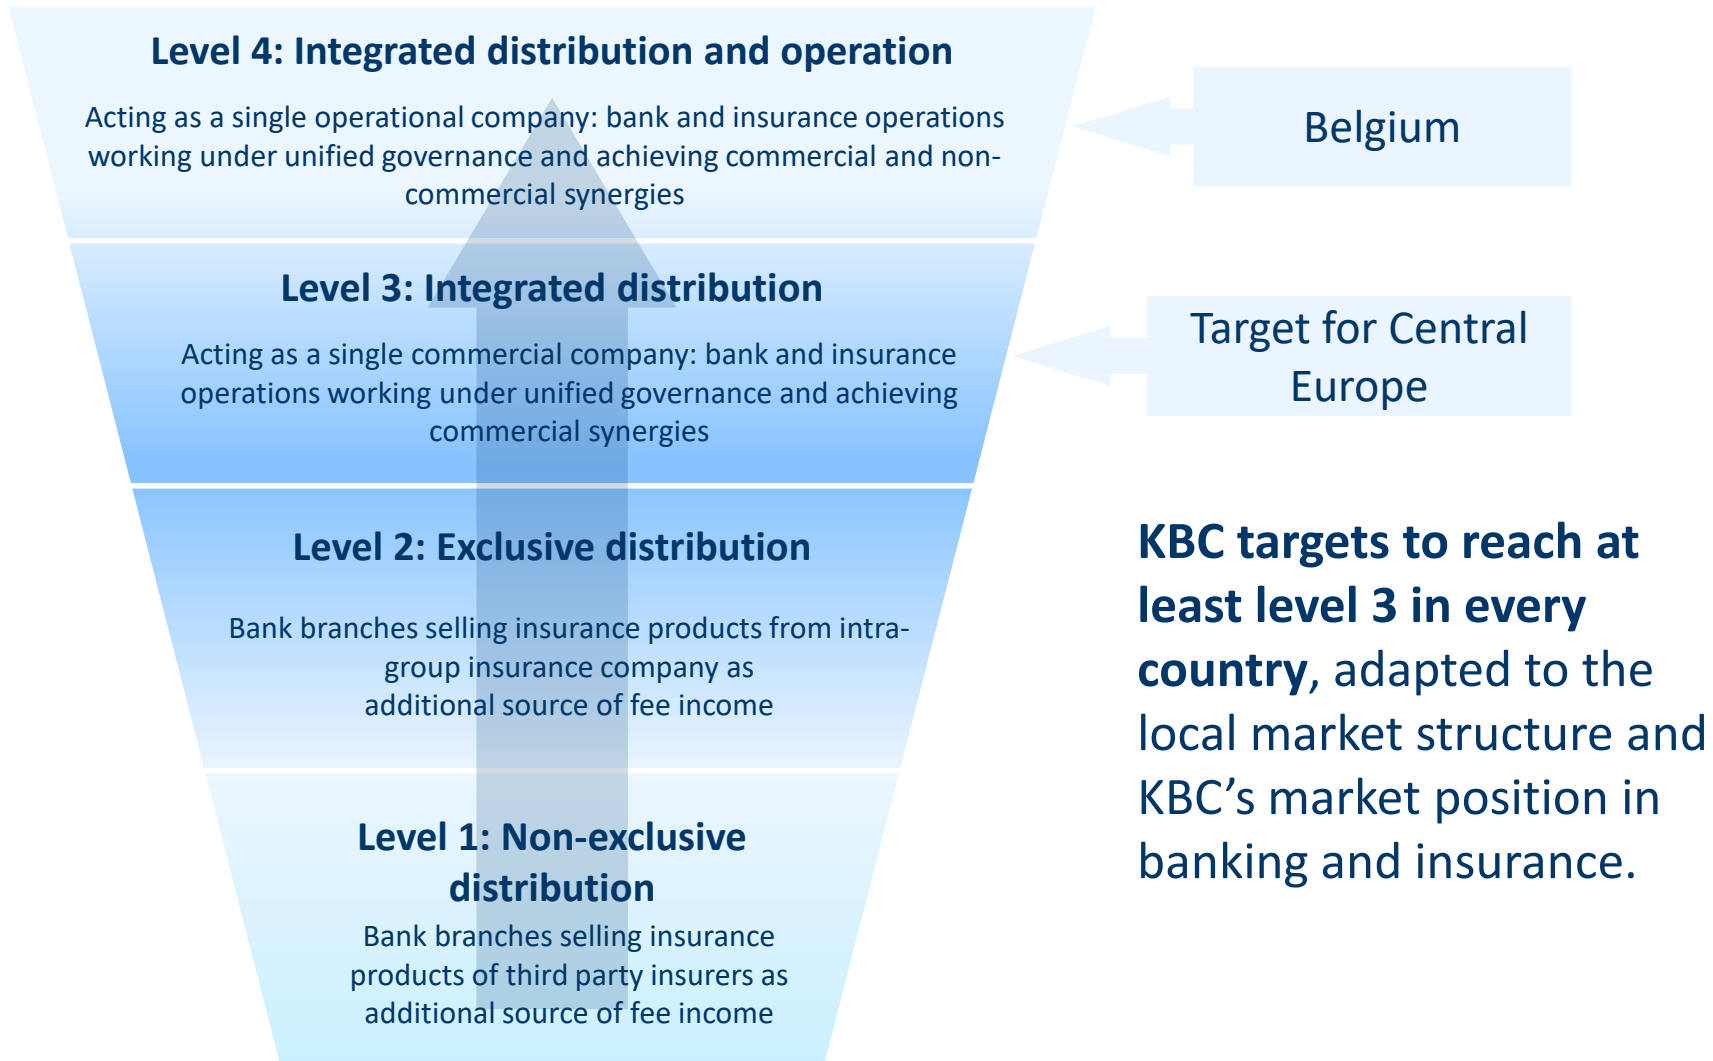 Level 4: Integrated distribution and operation
Acting as a single operational company: bank and insurance operations
working under unified governance and achieving commercial and non-
commercial synergies
Belgium
Level 3: Integrated distribution
Acting as a single commercial company: bank and insurance
operations working under unified governance and achieving
commercial synergies
Target for Central
Europe
Level 2: Exclusive distribution
Bank branches selling insurance products from intra-
group insurance company as
additional source of fee income
Level 1: Non-exclusive
distribution
Bank branches selling insurance
products of third party insurers as
additional source of fee income
KBC targets to reach at
least level 3 in every
country, adapted to the
local market structure and
KBC’s market position in
banking and insurance.